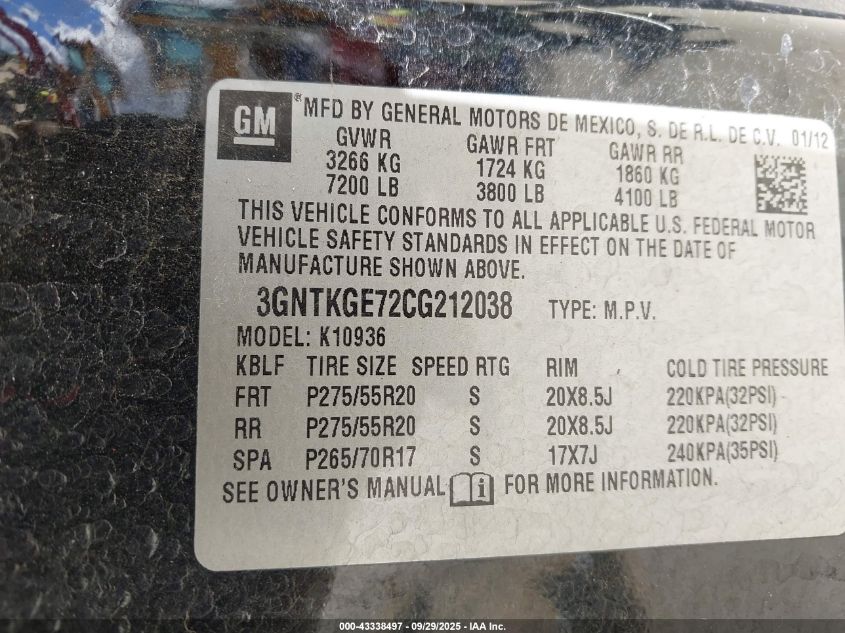 GM ® MFD BY GENERAL MOTORS DE MEXICO, S. DE R.L. DE C.V. 01/12
GVWR GAWR FRT GAWR RR
3266 KG 1724 KG 1860 KG
7200 LB 3800 LB 4100 LB
THIS VEHICLE CONFORMS TO ALL APPLICABLE U.S. FEDERAL MOTOR
VEHICLE SAFETY STANDARDS IN EFFECT ON THE DATE OF
MANUFACTURE SHOWN ABOVE.
3GNTKGE72CG212038 TYPE: M.P.V.
MODEL: K10936
KBLF TIRE SIZE SPEED RTG RIM COLD TIRE PRESSURE
FRT P275/55R20 S 20X8.5J 220KPA(32PSI)
RR P275/55R20 S 20X8.5J 220KPA(32PSI)
SPA P265/70R17 S 17X7J 240KPA(35PSI)
SEE OWNER'S MANUAL i FOR MORE INFORMATION.
000-43338497 - 09/29/2025 - IAA Inc.